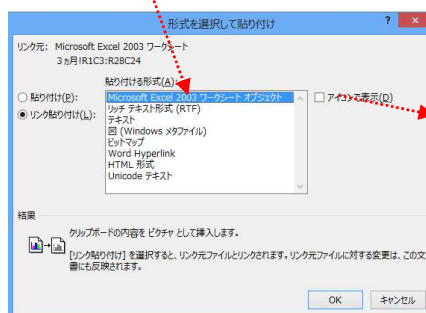 形式を選択して貼り付け
リンク元: Microsoft Excel 2003 ワークシート
3ヵ月!R1C3:R28C24
貼り付ける形式(A):
貼り付け(P):
リンク貼り付け(L):
Microsoft Excel 2003 ワークシート オブジェクト
リッチ テキスト形式 (RTF)
テキスト
図 (Windows メタファイル)
ビットマップ
Word Hyperlink
HTML 形式
Unicode テキスト
アイコンで表示(D)
結果
クリップボードの内容を ピクチャ として挿入します。
[リンク貼り付け] を選択すると、リンク元ファイルとリンクされます。リンク元ファイルに対する変更は、この文
書にも反映されます。
OK
キャンセル